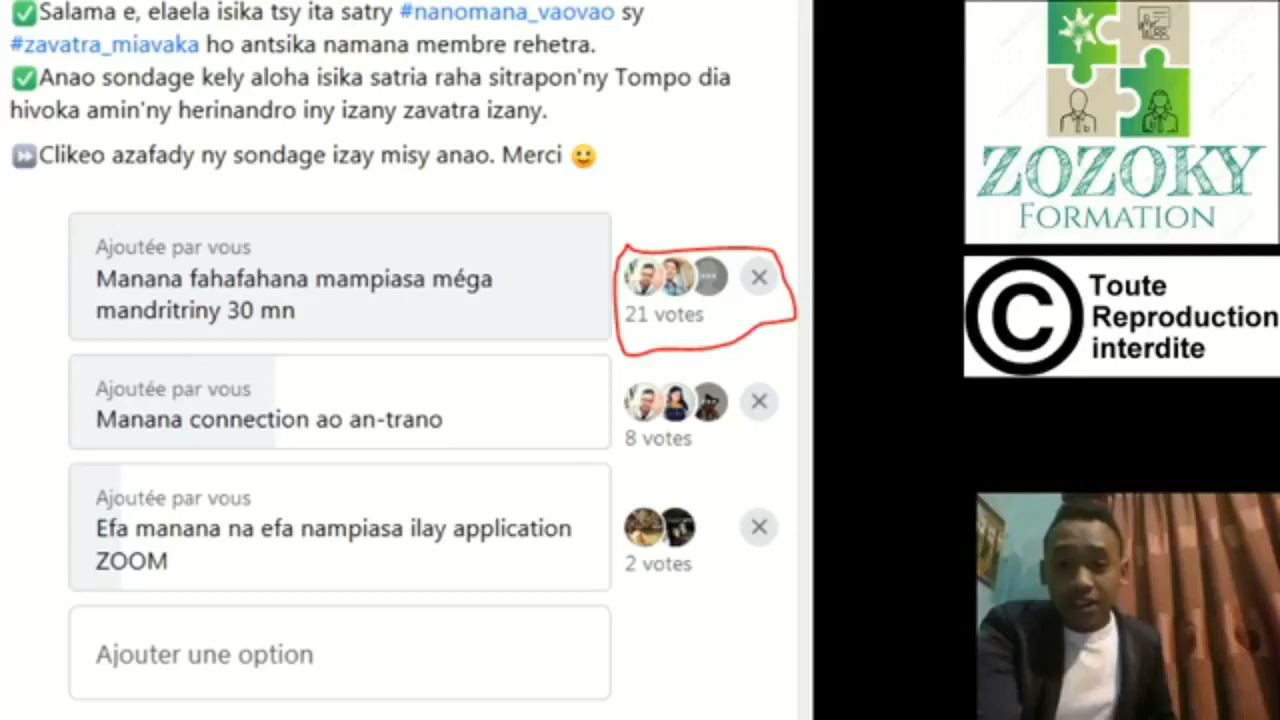 ✅Salama e, elaela isika tsy ita satry #nanomana_vaovao sy
#zavatra_miavaka ho antsika namana membre rehetra.
✅Anao sondage kely aloha isika satria raha sitrapon'ny Tompo dia
hivoka amin'ny herinandro iny izany zavatra izany.
⏩Clikeo azafady ny sondage izay misy anao. Merci 🙂
Ajoutée par vous
Manana fahafahana mampiasa méga
mandritriny 30 mn
21 votes
Ajoutée par vous
Manana connection ao an-trano
8 votes
Ajoutée par vous
Efa manana na efa nampiasa ilay application
ZOOM
2 votes
Ajouter une option
ZOZOKY
FORMATION
© Toute
Reproduction
interdite